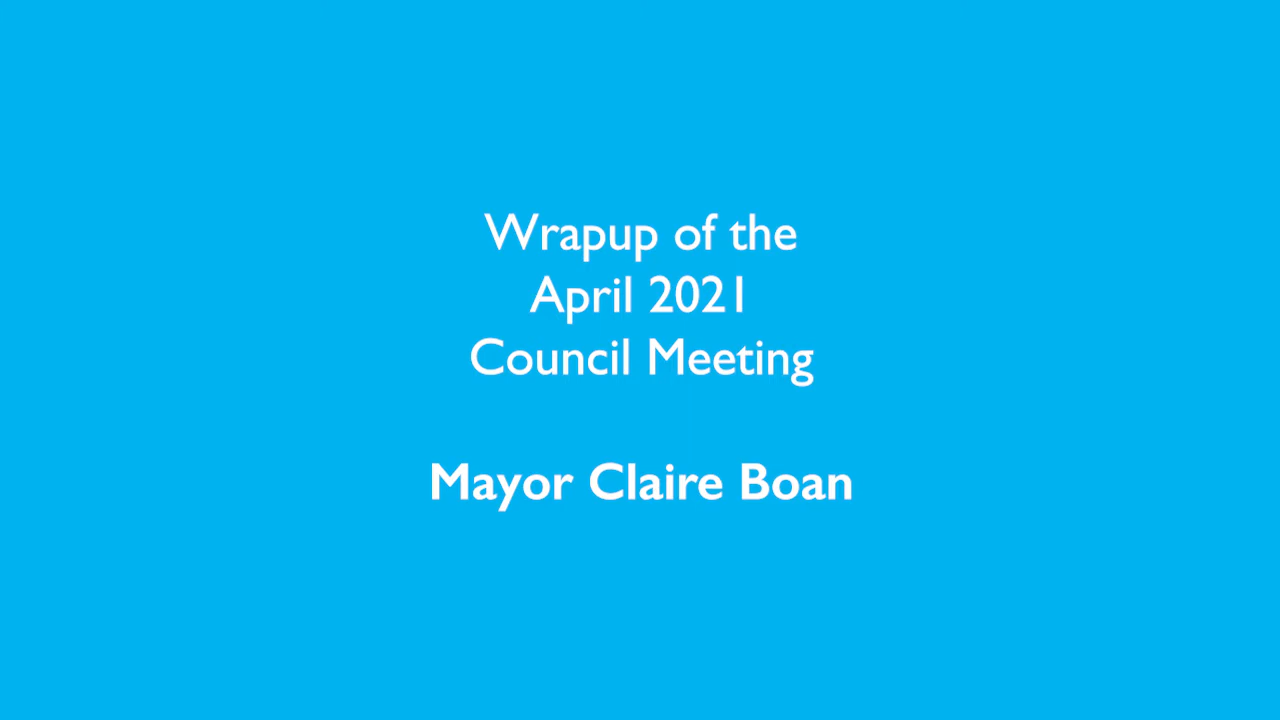 Wrapup of the
April 2021
Council Meeting
Mayor Claire Boan